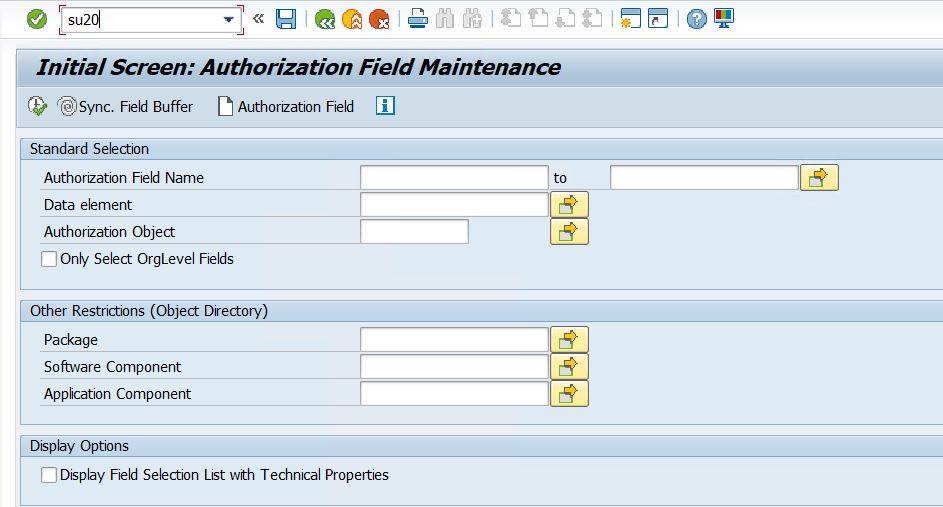 su20
Initial Screen: Authorization Field Maintenance
Sync. Field Buffer Authorization Field
Standard Selection
Authorization Field Name to
Data element
Authorization Object
Only Select OrgLevel Fields
Other Restrictions (Object Directory)
Package
Software Component
Application Component
Display Options
Display Field Selection List with Technical Properties